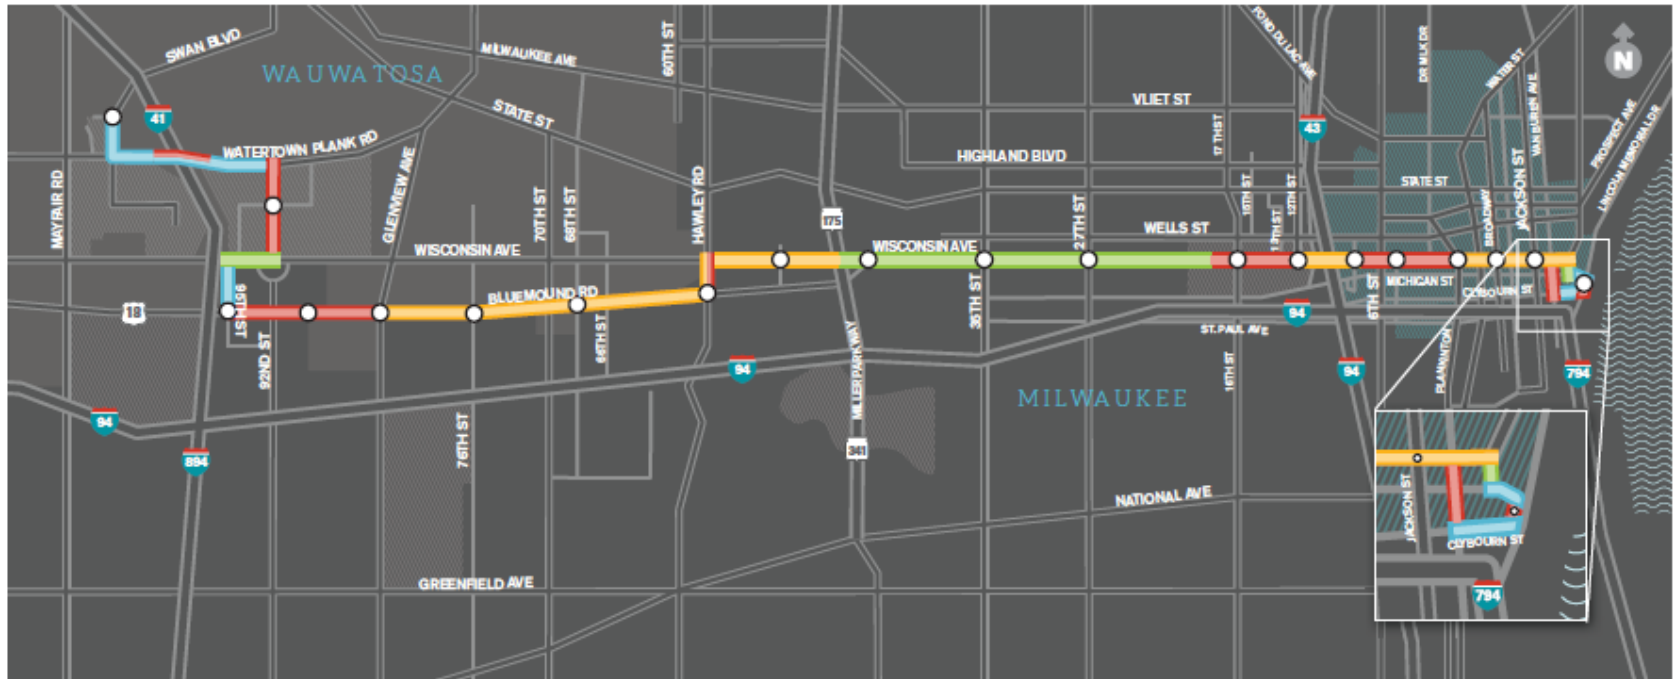 SWAN BLVD
WAUWATOSA
MILWAUKEE AVE
60TH ST
POND DU LAC AVE
DR MLK DR
WATER ST
VAN BUREN AVE
PROSPECT AVE
LINCOLN MEMORIAL DR
N
41
STATE ST
VLIET ST
43
17TH ST
WATERTOWN PLANK RD
HIGHLAND BLVD
MAYFAIR RD
GLENVIEW AVE
70TH ST
68TH ST
HAWLEY RD
175
27TH ST
STATE ST
16TH ST
12TH ST
BROADWAY
JACKSON ST
WELLS ST
WISCONSIN AVE
WISCONSIN AVE
MICHIGAN ST
CLYBOURN ST
18
95TH ST
92ND ST
BLUEMOUND RD
66TH ST
35TH ST
6TH ST
94
ST. PAUL AVE
MILLER PARK WAY
94
16TH ST
94
PLANKINTON
794
MILWAUKEE
94
76TH ST
341
894
NATIONAL AVE
JACKSON ST
CLYBOURN ST
GREENFIELD AVE
794